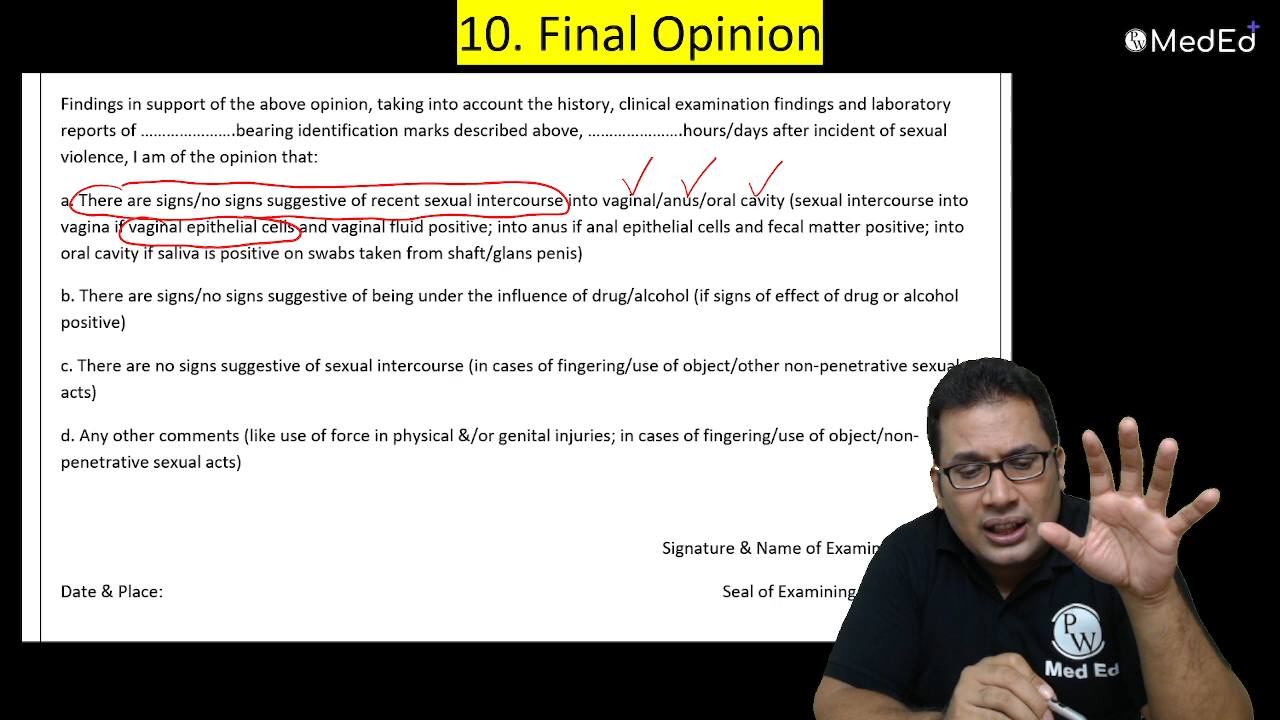 10. Final Opinion
PW MedEd+
Findings in support of the above opinion, taking into account the history, clinical examination findings and laboratory
reports of ......................bearing identification marks described above, ......................hours/days after incident of sexual
violence, I am of the opinion that:
a. There are signs/no signs suggestive of recent sexual intercourse into vaginal/anus/oral cavity (sexual intercourse into
vagina if vaginal epithelial cells and vaginal fluid positive; into anus if anal epithelial cells and fecal matter positive; into
oral cavity if saliva is positive on swabs taken from shaft/glans penis)
b. There are signs/no signs suggestive of being under the influence of drug/alcohol (if signs of effect of drug or alcohol
positive)
c. There are no signs suggestive of sexual intercourse (in cases of fingering/use of object/other non-penetrative sexual
acts)
d. Any other comments (like use of force in physical &/or genital injuries; in cases of fingering/use of object/non-
penetrative sexual acts)
Signature & Name of
Date & Place:
Seal of Examining
PW
Med Ed